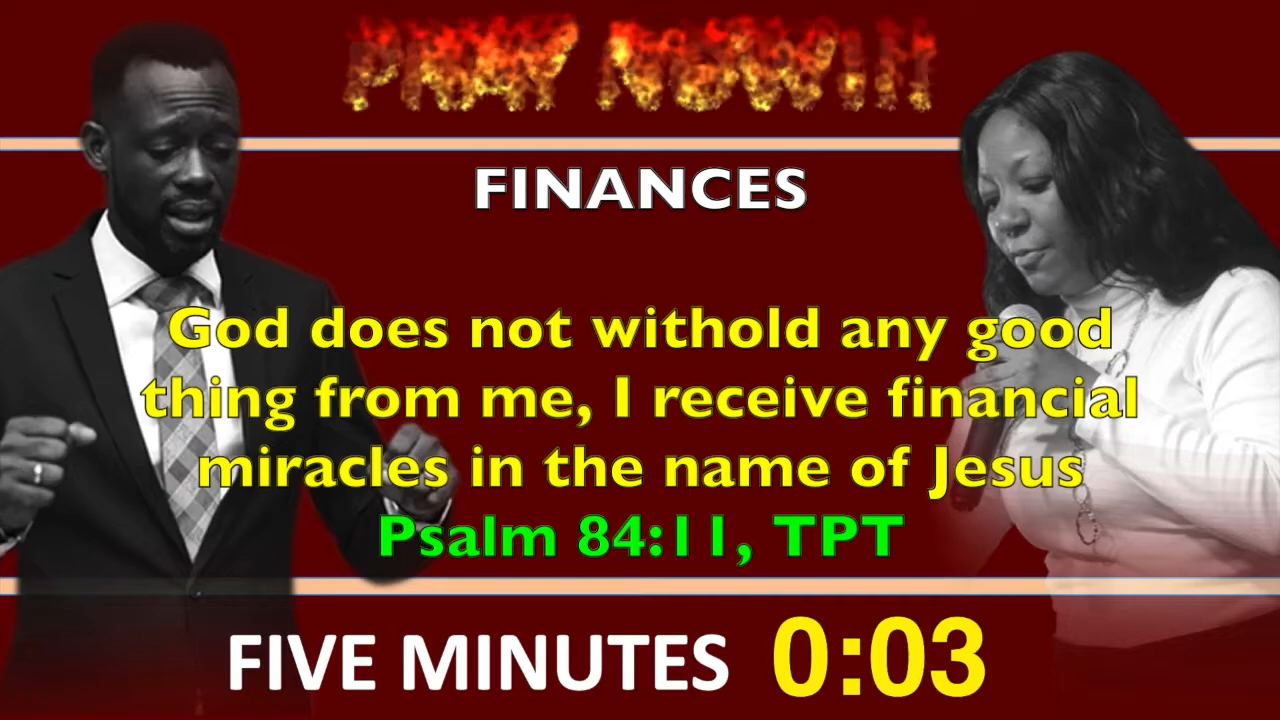 PRAY NOW!!!
FINANCES
God does not withold any good
thing from me, I receive financial
miracles in the name of Jesus
Psalm 84:11, TPT
FIVE MINUTES 0:03